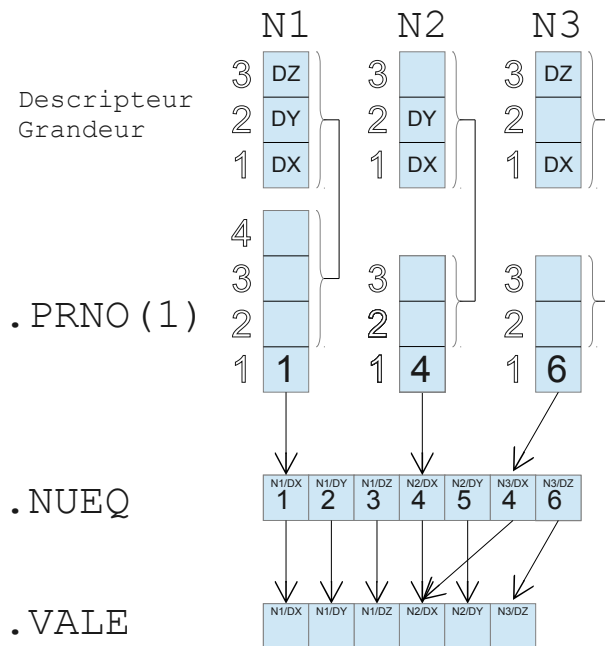 N1 N2 N3
3 DZ 3 3 DZ
Descripteur
Grandeur
2 DY 2 DY 2
1 DX 1 DX 1 DX
4
3 3 3
.PRNO(1)
2 2 2
1 1 1 4 1 6
N1/DX N1/DY N1/DZ N2/DX N2/DY N3/DX N3/DZ
.NUEQ
1 2 3 4 5 4 6
N1/DX N1/DY N1/DZ N2/DX N2/DY N3/DZ
.VALE